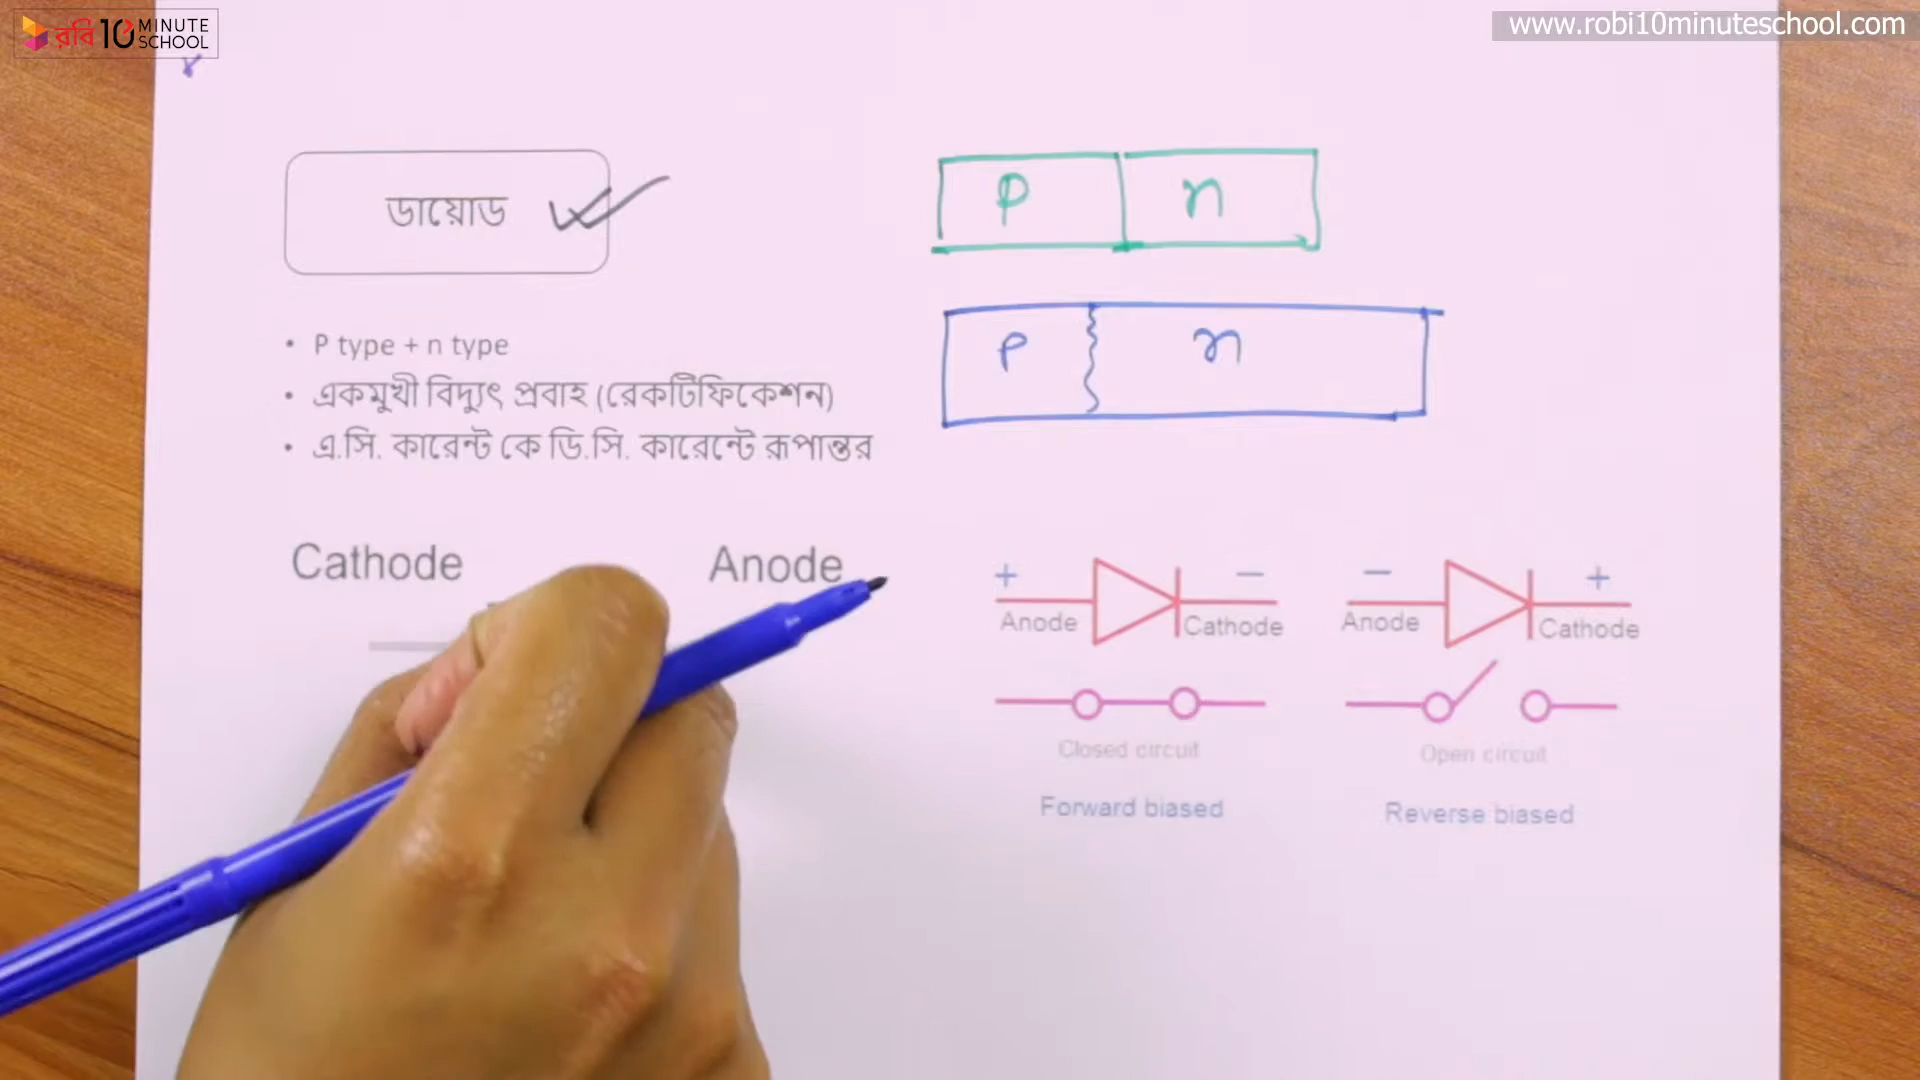 রবি 10 MINUTE SCHOOL
www.robi10minuteschool.com
ডায়োড
P n
• P type + n type
• একমুখী বিদ্যুৎ প্রবাহ (রেকটিফিকেশন)
• এ.সি. কারেন্ট কে ডি.সি. কারেন্টে রূপান্তর
P n
Cathode Anode
+ − − +
Anode Cathode Anode Cathode
Closed circuit Open circuit
Forward biased Reverse biased